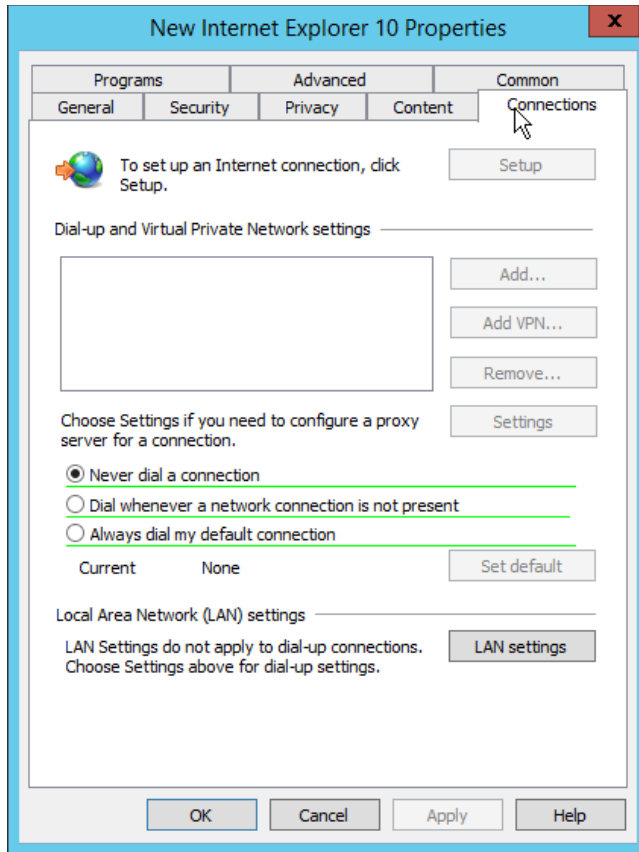 New Internet Explorer 10 Properties
x
Programs
Advanced
Common
General
Security
Privacy
Content
Connections
To set up an Internet connection, click
Setup.
Setup
Dial-up and Virtual Private Network settings
Add...
Add VPN...
Remove...
Choose Settings if you need to configure a proxy
server for a connection.
Settings
Never dial a connection
Dial whenever a network connection is not present
Always dial my default connection
Current
None
Set default
Local Area Network (LAN) settings
LAN Settings do not apply to dial-up connections.
Choose Settings above for dial-up settings.
LAN settings
OK
Cancel
Apply
Help